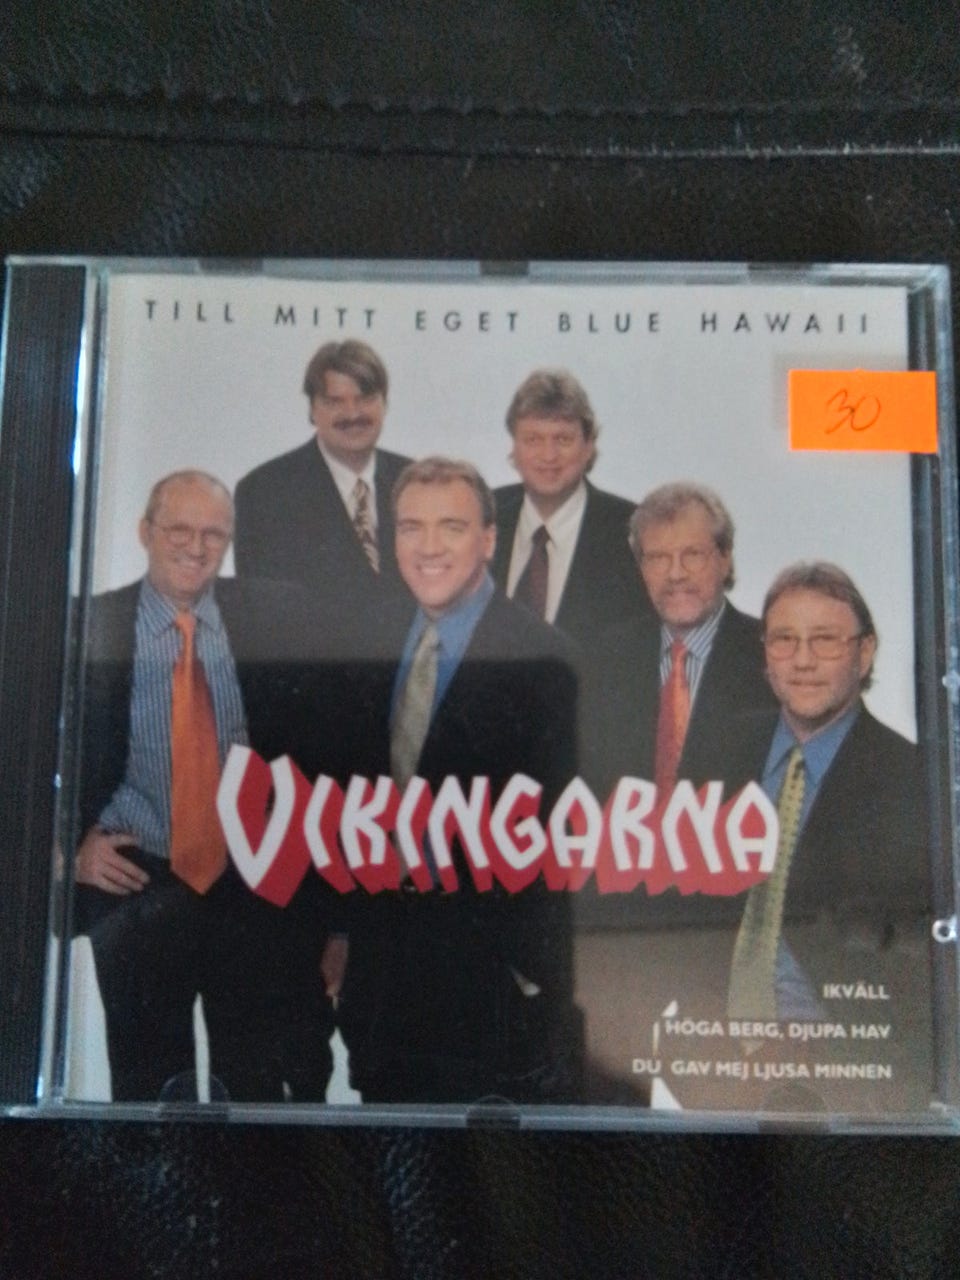 TILL MITT EGET BLUE HAWAII
30
VIKINGARNA
IKVÄLL
HÖGA BERG, DJUPA HAV
DU GAV MEJ LJUSA MINNEN